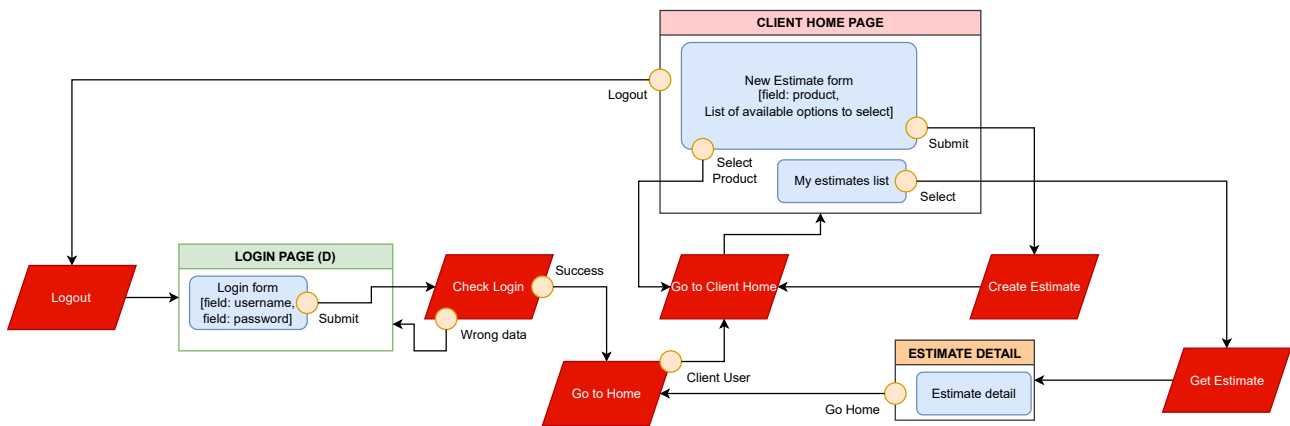 CLIENT HOME PAGE
New Estimate form
[field: product,
List of available options to select]
Logout
Submit
Select
Product
My estimates list
Select
LOGIN PAGE (D)
Login form
[field: username,
field: password]
Submit
Logout
Check Login
Success
Wrong data
Go to Client Home
Create Estimate
Go to Home
Client User
ESTIMATE DETAIL
Estimate detail
Go Home
Get Estimate